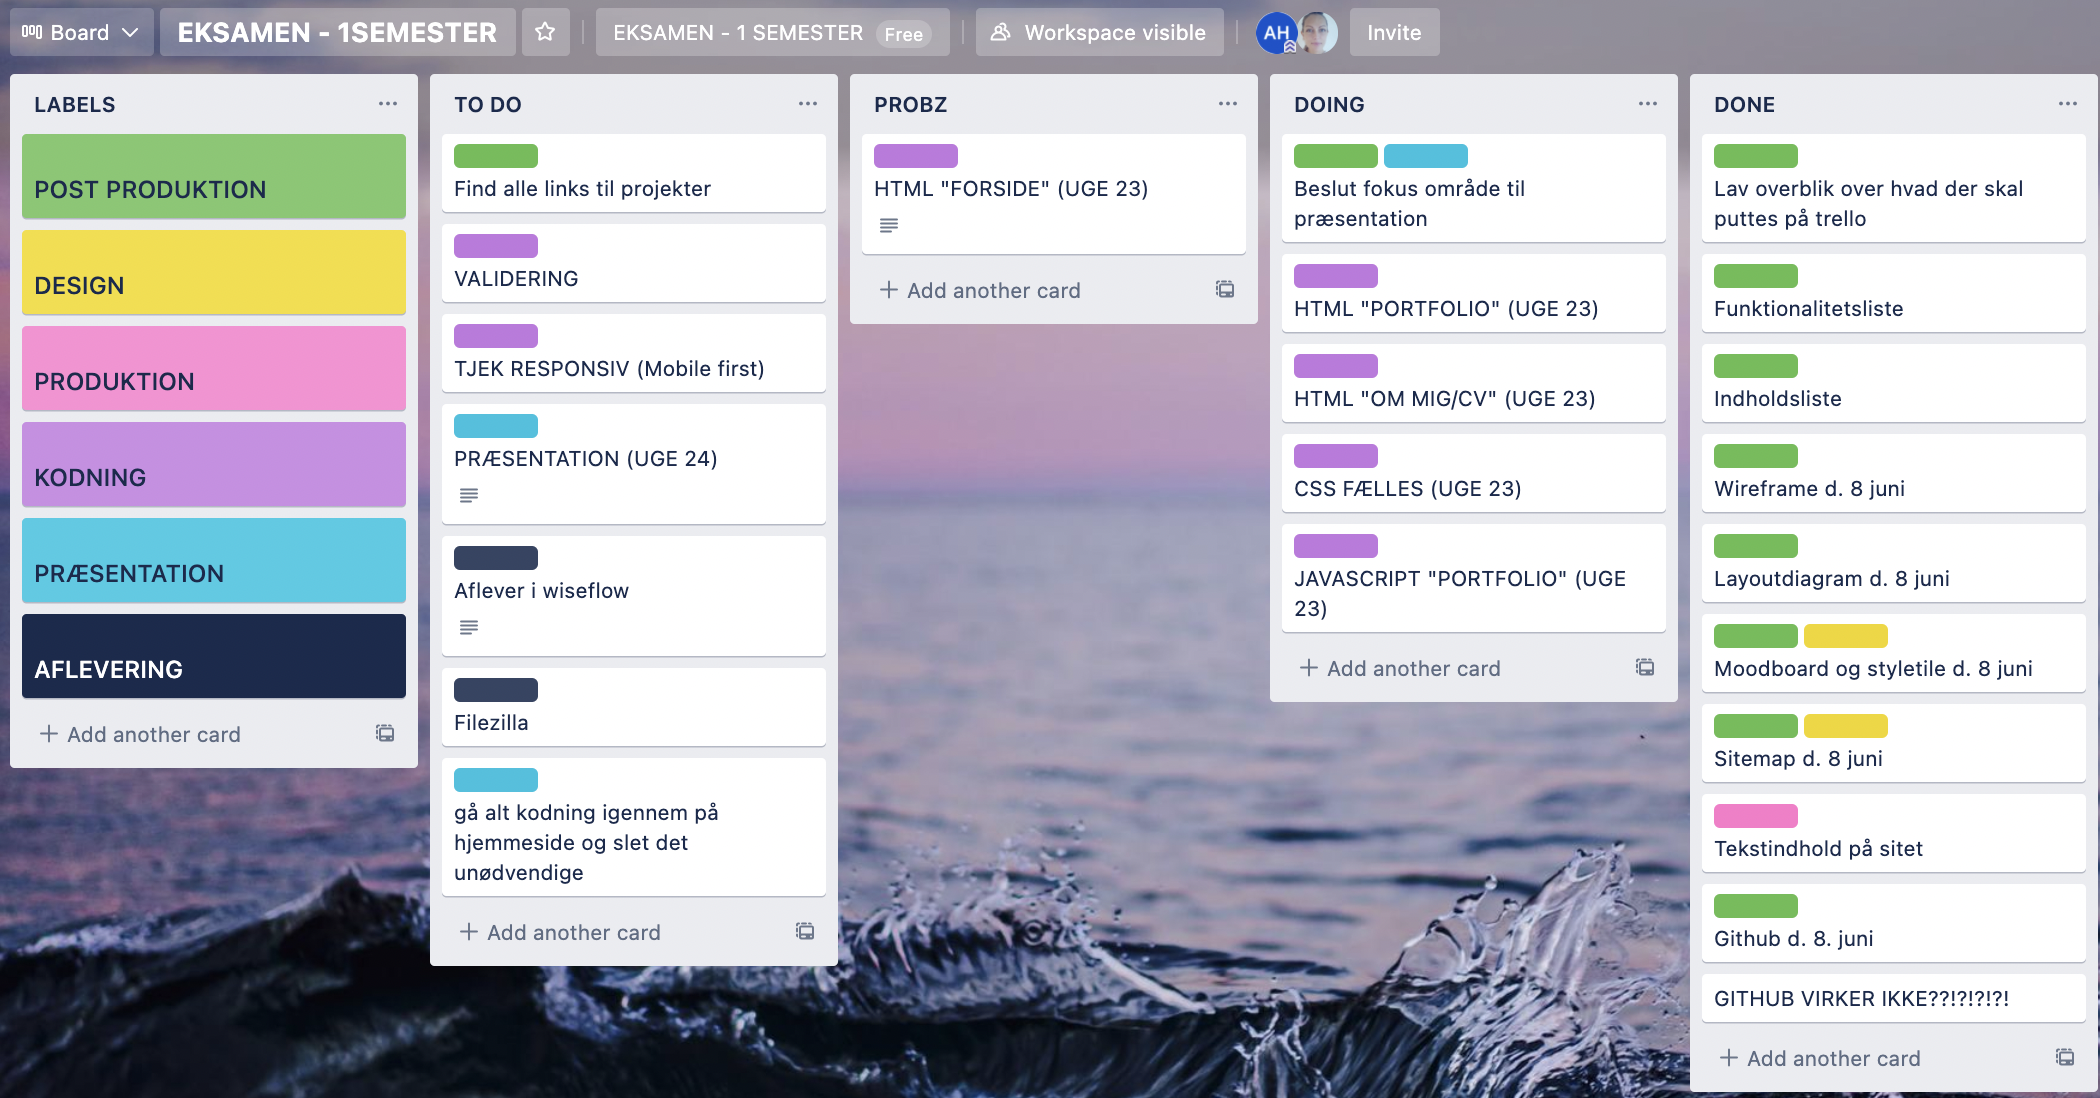 Board
EKSAMEN - 1SEMESTER
EKSAMEN - 1 SEMESTER Free
Workspace visible
AH
Invite
LABELS
POST PRODUKTION
DESIGN
PRODUKTION
KODNING
PRÆSENTATION
AFLEVERING
Add another card
TO DO
Find alle links til projekter
VALIDERING
TJEK RESPONSIV (Mobile first)
PRÆSENTATION (UGE 24)
Aflever i wiseflow
Filezilla
gå alt kodning igennem på
hjemmeside og slet det
unødvendige
Add another card
PROBZ
HTML "FORSIDE" (UGE 23)
Add another card
DOING
Beslut fokus område til
præsentation
HTML "PORTFOLIO" (UGE 23)
HTML "OM MIG/CV" (UGE 23)
CSS FÆLLES (UGE 23)
JAVASCRIPT "PORTFOLIO" (UGE
23)
Add another card
DONE
Lav overblik over hvad der skal
puttes på trello
Funktionalitetsliste
Indholdsliste
Wireframe d. 8 juni
Layoutdiagram d. 8 juni
Moodboard og styletile d. 8 juni
Sitemap d. 8 juni
Tekstindhold på sitet
Github d. 8. juni
GITHUB VIRKER IKKE??!?!?!?!
Add another card